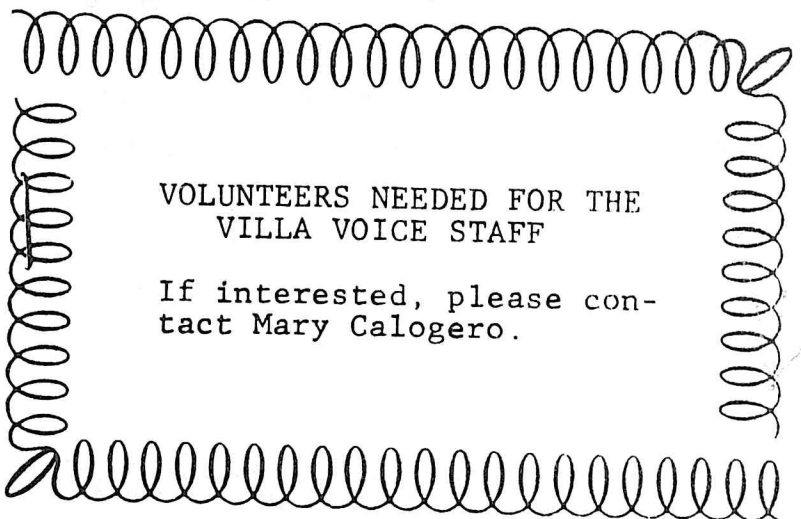 VOLUNTEERS NEEDED FOR THE
VILLA VOICE STAFF
If interested, please con-
tact Mary Calogero.